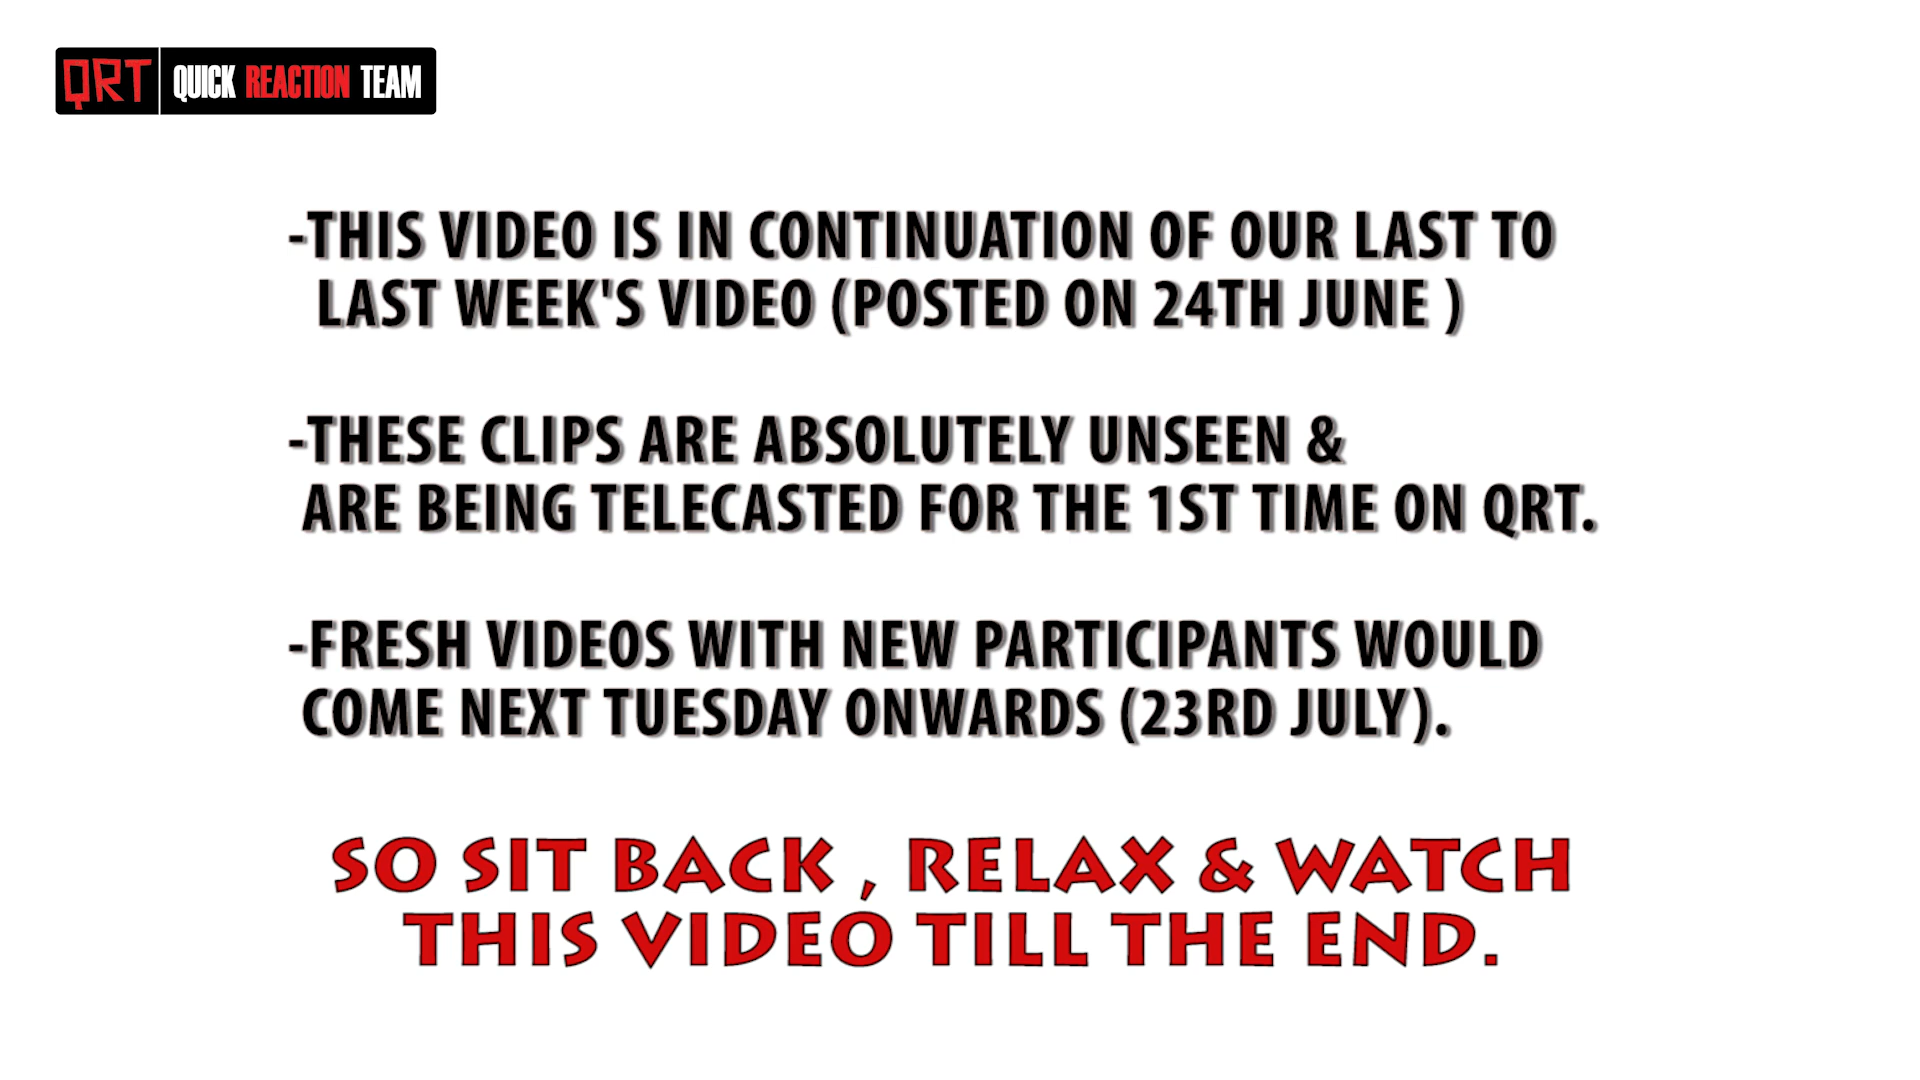 QRT QUICK REACTION TEAM
-THIS VIDEO IS IN CONTINUATION OF OUR LAST TO
LAST WEEK'S VIDEO (POSTED ON 24TH JUNE )
-THESE CLIPS ARE ABSOLUTELY UNSEEN &
ARE BEING TELECASTED FOR THE 1ST TIME ON QRT.
-FRESH VIDEOS WITH NEW PARTICIPANTS WOULD
COME NEXT TUESDAY ONWARDS (23RD JULY).
SO SIT BACK , RELAX & WATCH
THIS VIDEO TILL THE END.